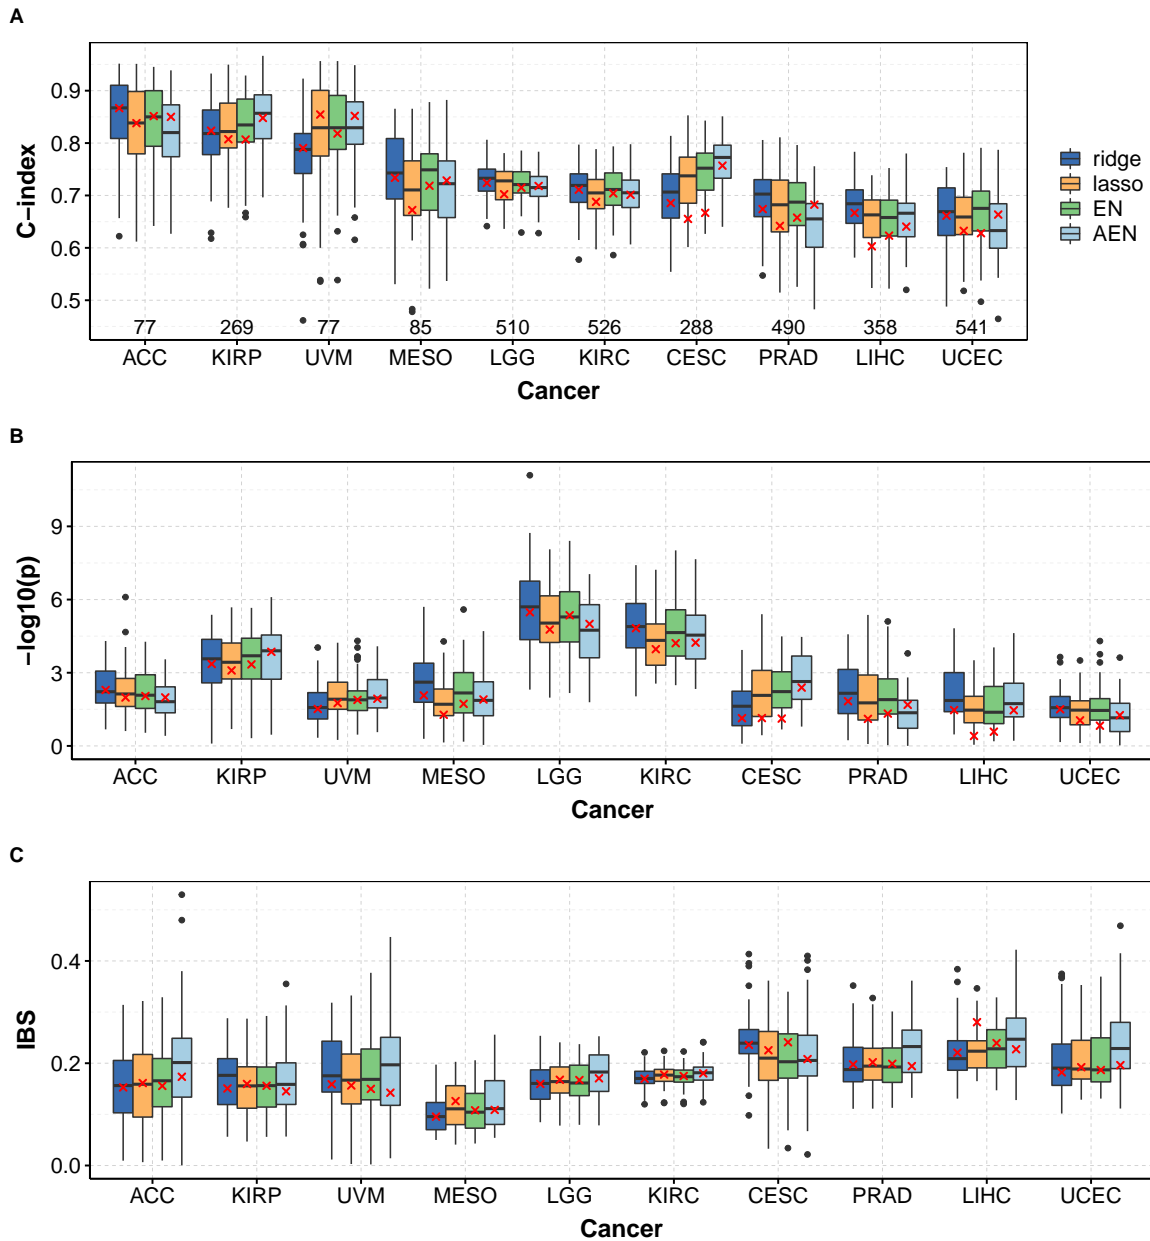 A
C−index
0.9
0.8
0.7
0.6
0.5
77 269 77 85 510 526 288 490 358 541
ACC KIRP UVM MESO LGG KIRC CESC PRAD LIHC UCEC
Cancer
ridge
lasso
EN
AEN
B
−log10(p)
9
6
3
0
ACC KIRP UVM MESO LGG KIRC CESC PRAD LIHC UCEC
Cancer
C
IBS
0.4
0.2
0.0
ACC KIRP UVM MESO LGG KIRC CESC PRAD LIHC UCEC
Cancer